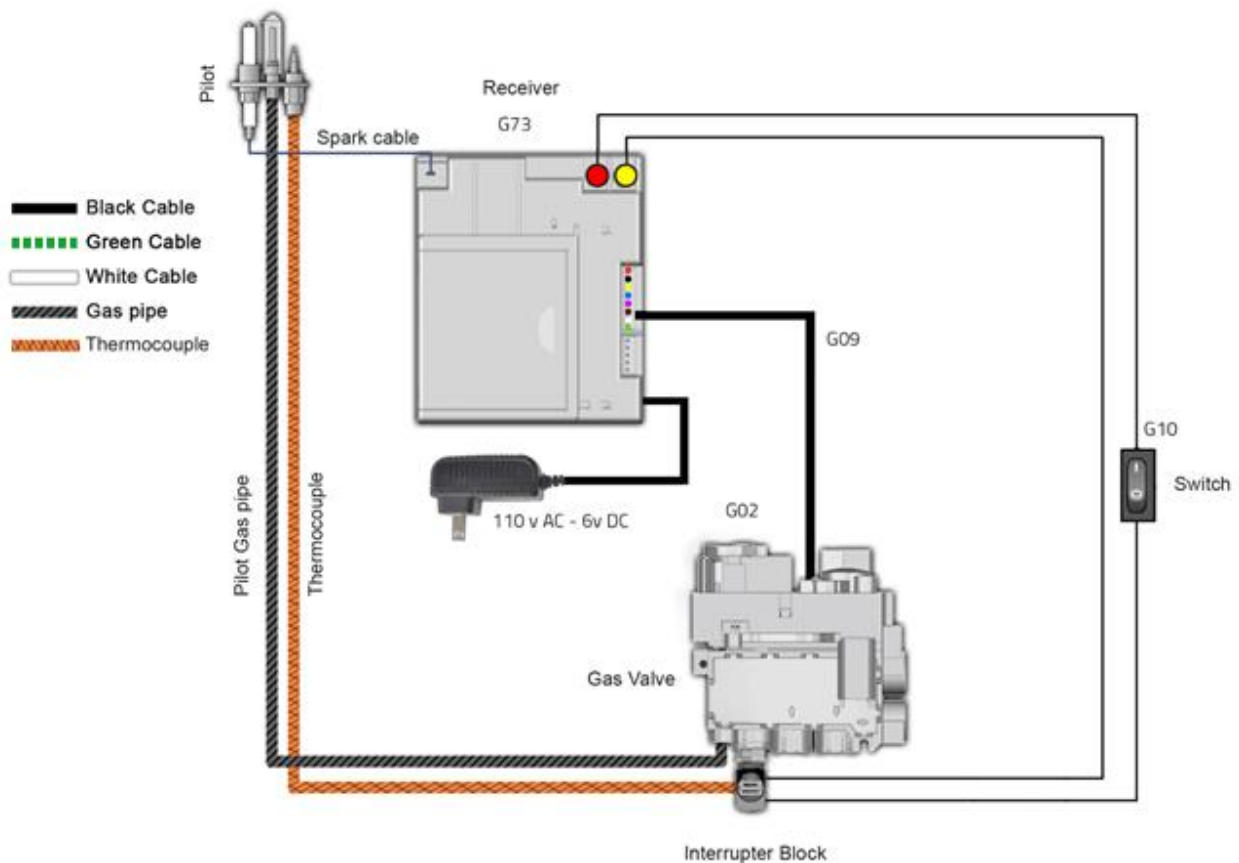 Pilot
Receiver
G73
Spark cable
Black Cable
Green Cable
White Cable
Gas pipe
Thermocouple
G09
G10
Switch
Pilot Gas pipe
Thermocouple
110 v AC - 6v DC
G02
Gas Valve
Interrupter Block